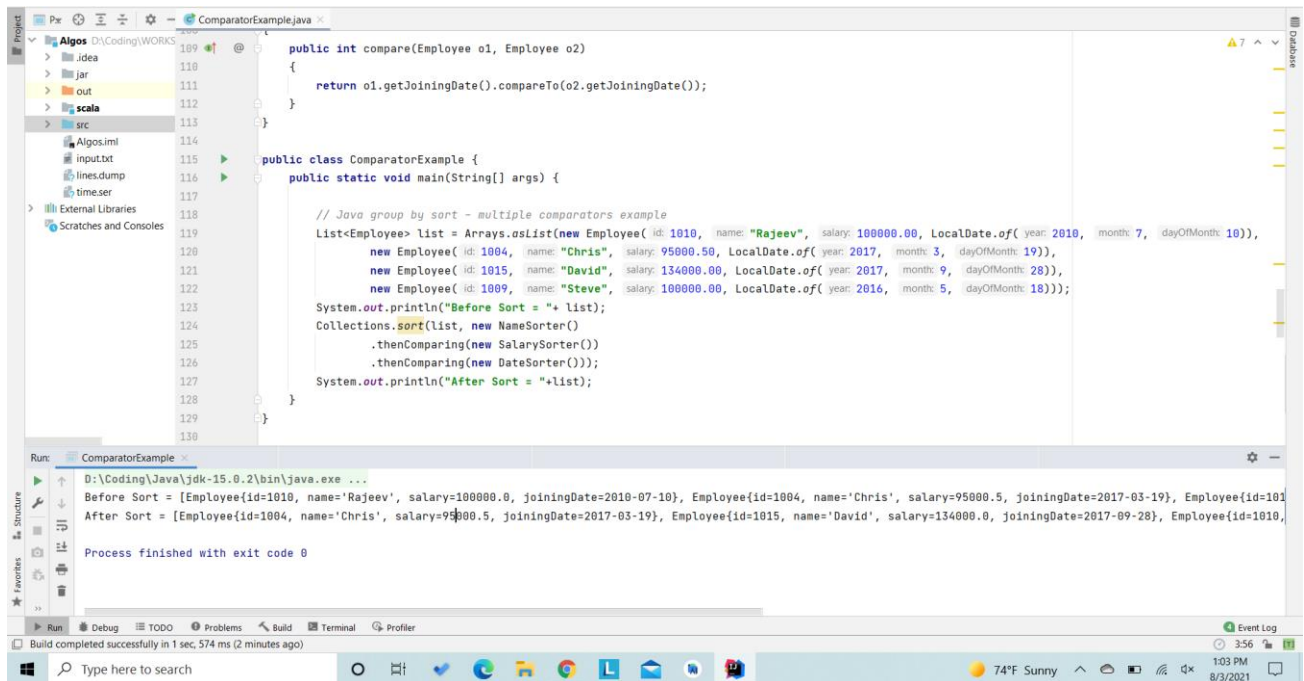 Project
Pr
ComparatorExample.java
Algos D:\Coding\WORKS
.idea
jar
out
scala
src
Algos.iml
input.txt
lines.dump
time.ser
External Libraries
Scratches and Consoles
7
Database
109 @ public int compare(Employee o1, Employee o2)
110 {
111 return o1.getJoiningDate().compareTo(o2.getJoiningDate());
112 }
113 }
114
115 public class ComparatorExample {
116 public static void main(String[] args) {
117
118 // Java group by sort - multiple comparators example
119 List<Employee> list = Arrays.asList(new Employee( id: 1010, name: "Rajeev", salary: 100000.00, LocalDate.of( year: 2010, month: 7, dayOfMonth: 10)),
120 new Employee( id: 1004, name: "Chris", salary: 95000.50, LocalDate.of( year: 2017, month: 3, dayOfMonth: 19)),
121 new Employee( id: 1015, name: "David", salary: 134000.00, LocalDate.of( year: 2017, month: 9, dayOfMonth: 28)),
122 new Employee( id: 1009, name: "Steve", salary: 100000.00, LocalDate.of( year: 2016, month: 5, dayOfMonth: 18)));
123 System.out.println("Before Sort = "+ list);
124 Collections.sort(list, new NameSorter()
125 .thenComparing(new SalarySorter())
126 .thenComparing(new DateSorter()));
127 System.out.println("After Sort = "+list);
128 }
129 }
130
Run: ComparatorExample
D:\Coding\Java\jdk-15.0.2\bin\java.exe ...
Before Sort = [Employee{id=1010, name='Rajeev', salary=100000.0, joiningDate=2010-07-10}, Employee{id=1004, name='Chris', salary=95000.5, joiningDate=2017-03-19}, Employee{id=101
After Sort = [Employee{id=1004, name='Chris', salary=95000.5, joiningDate=2017-03-19}, Employee{id=1015, name='David', salary=134000.0, joiningDate=2017-09-28}, Employee{id=1010,
Process finished with exit code 0
Structure
Favorites
Run Debug TODO Problems Build Terminal Profiler Event Log
Build completed successfully in 1 sec, 574 ms (2 minutes ago) 3:56
Type here to search
74°F Sunny
1:03 PM
8/3/2021